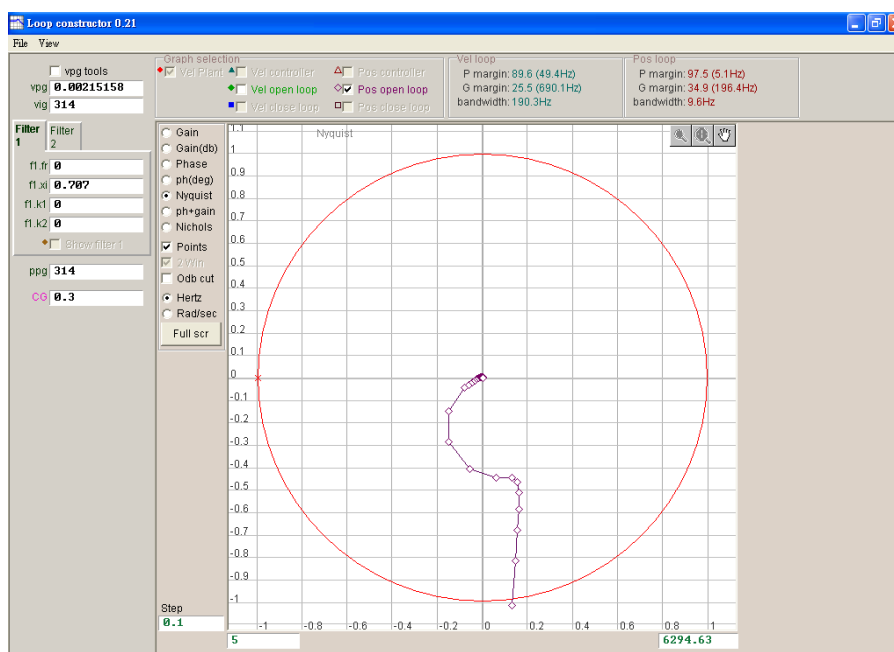 Loop constructor 0.21
File View
vpg tools
vpg 0.00215158
vig 314
Filter 1 Filter 2
f1.fr 0
f1.xi 0.707
f1.k1 0
f1.k2 0
Show filter 1
ppg 314
CG 0.3
Graph selection
Vel Plant Vel controller Pos controller
Vel open loop Pos open loop
Vel close loop Pos close loop
Vel loop
P margin: 89.6 (49.4Hz)
G margin: 25.5 (690.1Hz)
bandwidth: 190.3Hz
Pos loop
P margin: 97.5 (5.1Hz)
G margin: 34.9 (196.4Hz)
bandwidth: 9.6Hz
Gain
Gain(db)
Phase
ph(deg)
Nyquist
ph+gain
Nichols
Points
2 Win
0db cut
Hertz
Rad/sec
Full scr
Step
0.1
Nyquist
1.1
1
0.9
0.8
0.7
0.6
0.5
0.4
0.3
0.2
0.1
0
-0.1
-0.2
-0.3
-0.4
-0.5
-0.6
-0.7
-0.8
-0.9
-1
-1 -0.8 -0.6 -0.4 -0.2 0 0.2 0.4 0.6 0.8 1
5 6294.63